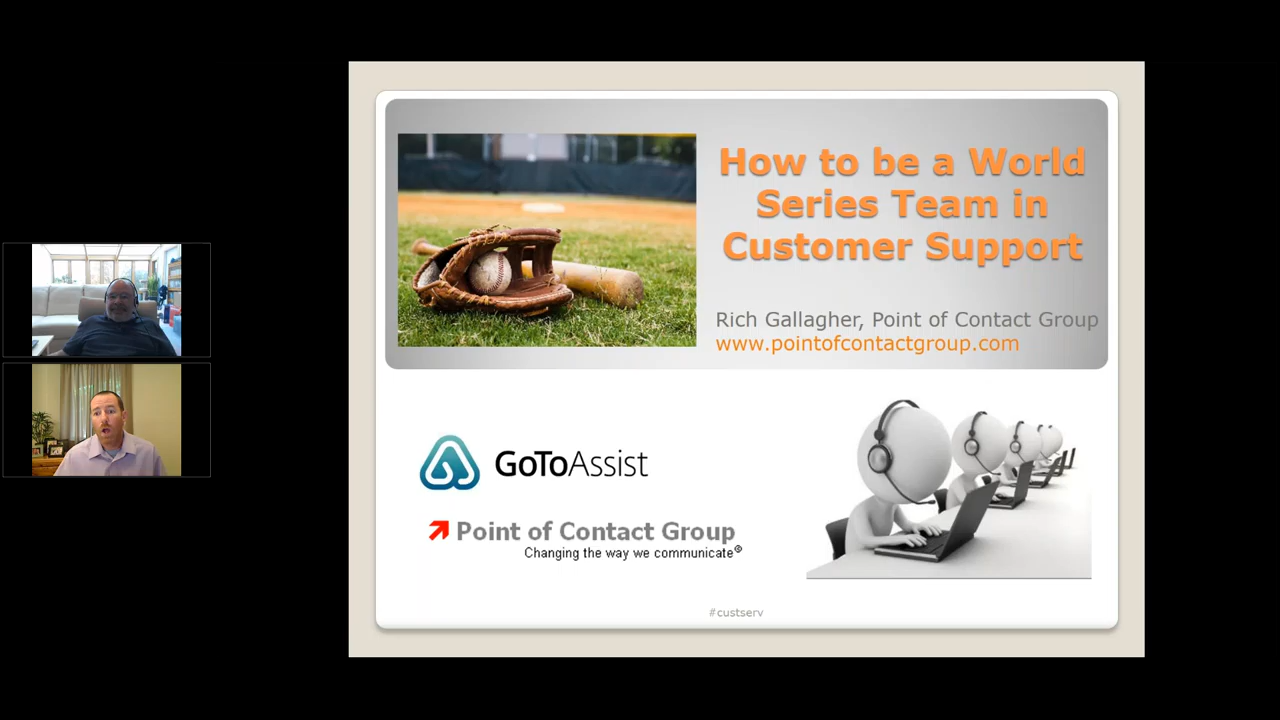 How to be a World
Series Team in
Customer Support
Rich Gallagher, Point of Contact Group
www.pointofcontactgroup.com
GoToAssist
Point of Contact Group
Changing the way we communicate®
#custserv